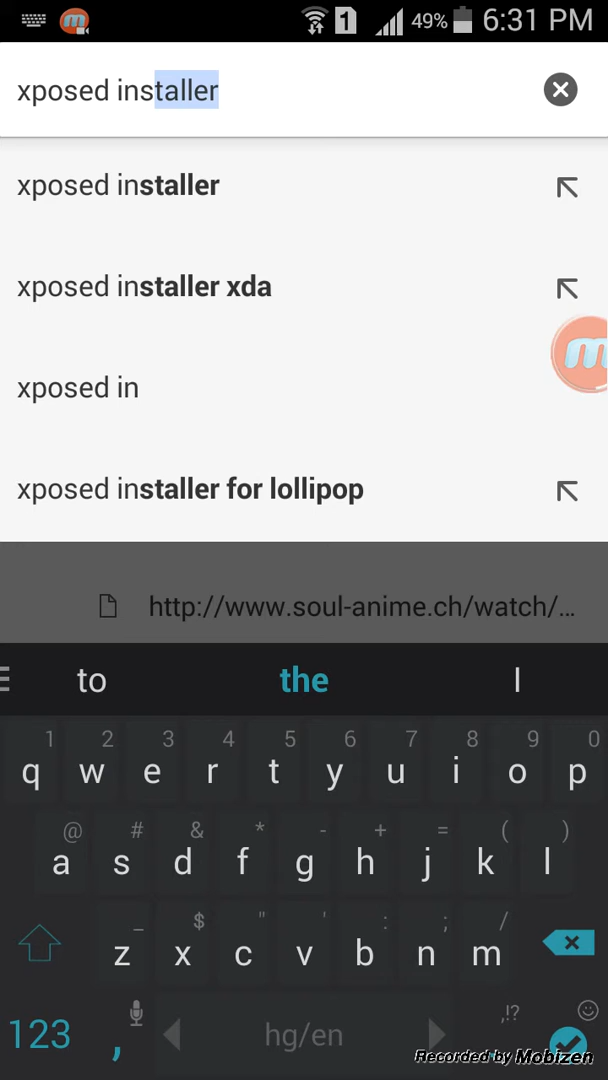 1 49% 6:31 PM
xposed installer
xposed installer
xposed installer xda
xposed in
xposed installer for lollipop
http://www.soul-anime.ch/watch/...
to the I
1 2 3 4 5 6 7 8 9 0
q w e r t y u i o p
@ # & * - + = ( )
a s d f g h j k l
_ $ " ' : ; /
z x c v b n m
,!?
123 , hg/en
Recorded by Mobizen